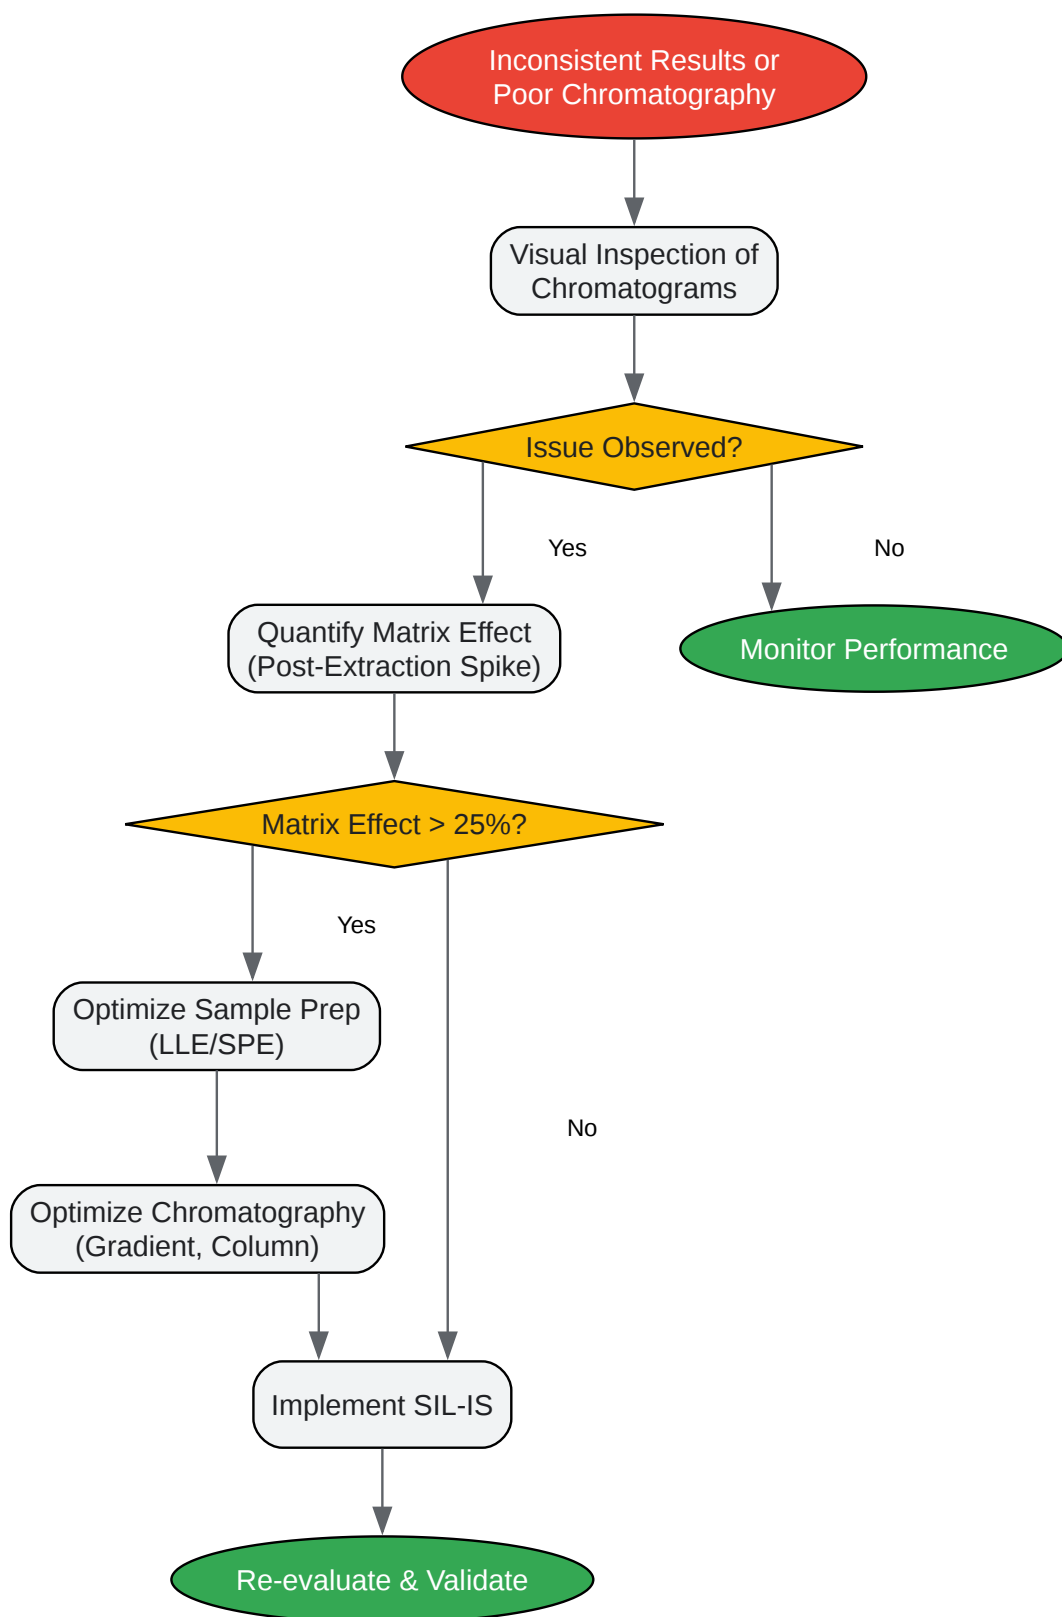 Inconsistent Results or
Poor Chromatography
Visual Inspection of
Chromatograms
Issue Observed?
Yes
No
Quantify Matrix Effect
(Post-Extraction Spike)
Monitor Performance
Matrix Effect > 25%?
Yes
Optimize Sample Prep
(LLE/SPE)
No
Optimize Chromatography
(Gradient, Column)
Implement SIL-IS
Re-evaluate & Validate